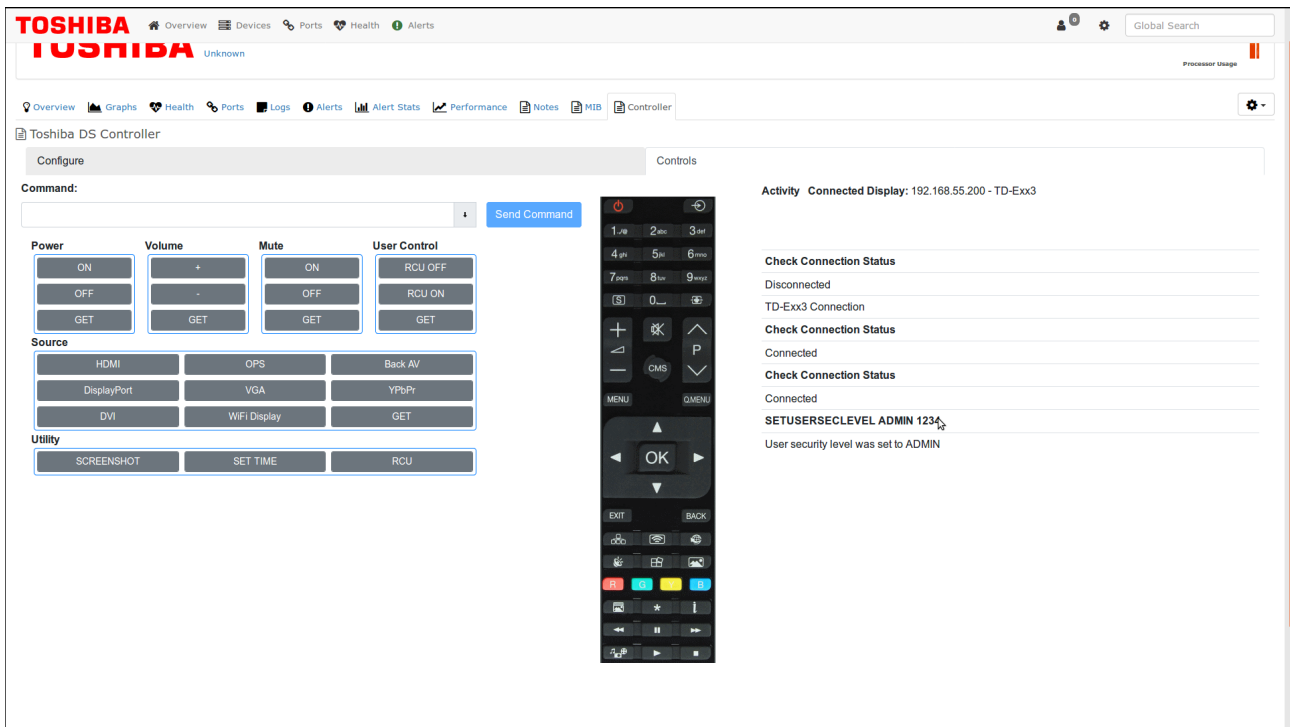 TOSHIBA Overview Devices Ports Health Alerts 0 Global Search
TOSHIBA Unknown
Processor Usage
Overview Graphs Health Ports Logs Alerts Alert Stats Performance Notes MIB Controller
Toshiba DS Controller
Configure Controls
Command:
Send Command
Power Volume Mute User Control
ON + ON RCU OFF
OFF - OFF RCU ON
GET GET GET GET
Source
HDMI OPS Back AV
DisplayPort VGA YPbPr
DVI WiFi Display GET
Utility
SCREENSHOT SET TIME RCU
1./@ 2abc 3def
4ghi 5jkl 6mno
7pqrs 8tuv 9wxyz
S 0
P
CMS
MENU Q.MENU
OK
EXIT BACK
R G Y B
* i
Activity Connected Display: 192.168.55.200 - TD-Exx3
Check Connection Status
Disconnected
TD-Exx3 Connection
Check Connection Status
Connected
Check Connection Status
Connected
SETUSERSECLEVEL ADMIN 1234
User security level was set to ADMIN